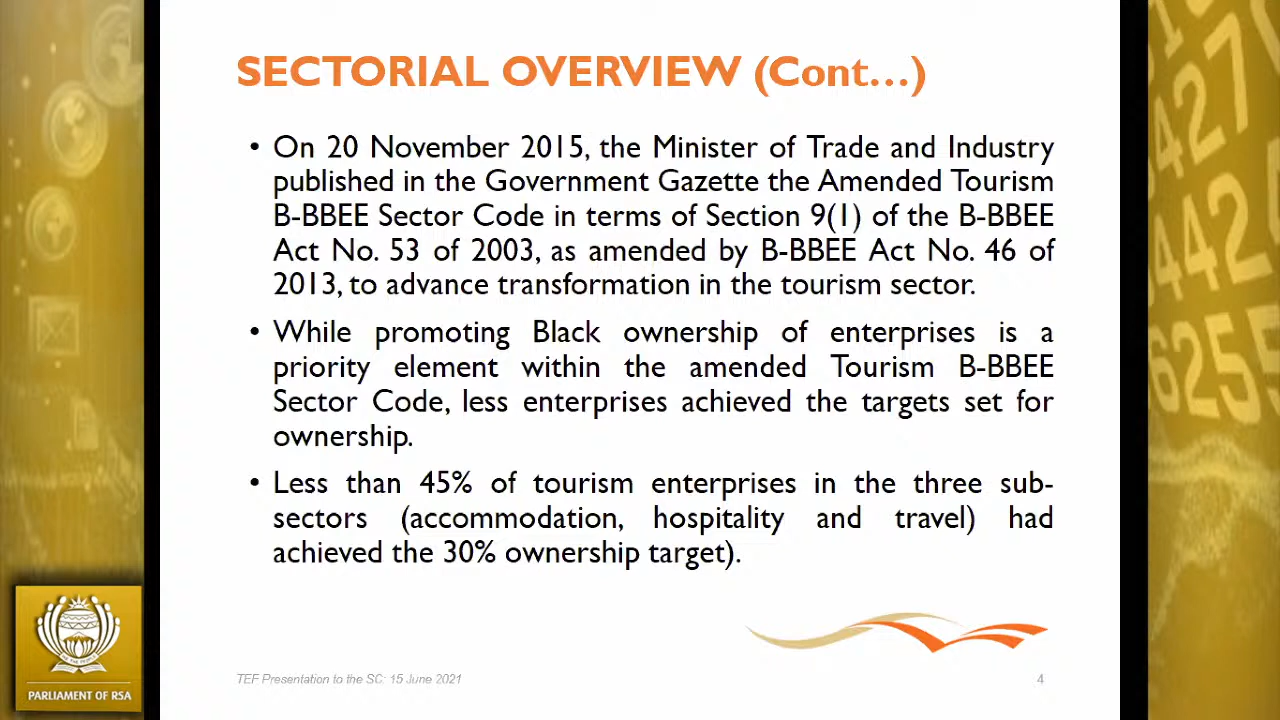 SECTORIAL OVERVIEW (Cont…)
• On 20 November 2015, the Minister of Trade and Industry
published in the Government Gazette the Amended Tourism
B-BBEE Sector Code in terms of Section 9(1) of the B-BBEE
Act No. 53 of 2003, as amended by B-BBEE Act No. 46 of
2013, to advance transformation in the tourism sector.
• While promoting Black ownership of enterprises is a
priority element within the amended Tourism B-BBEE
Sector Code, less enterprises achieved the targets set for
ownership.
• Less than 45% of tourism enterprises in the three sub-
sectors (accommodation, hospitality and travel) had
achieved the 30% ownership target).
TEF Presentation to the SC: 15 June 2021
4
PARLIAMENT OF RSA
427
0442
442
6255